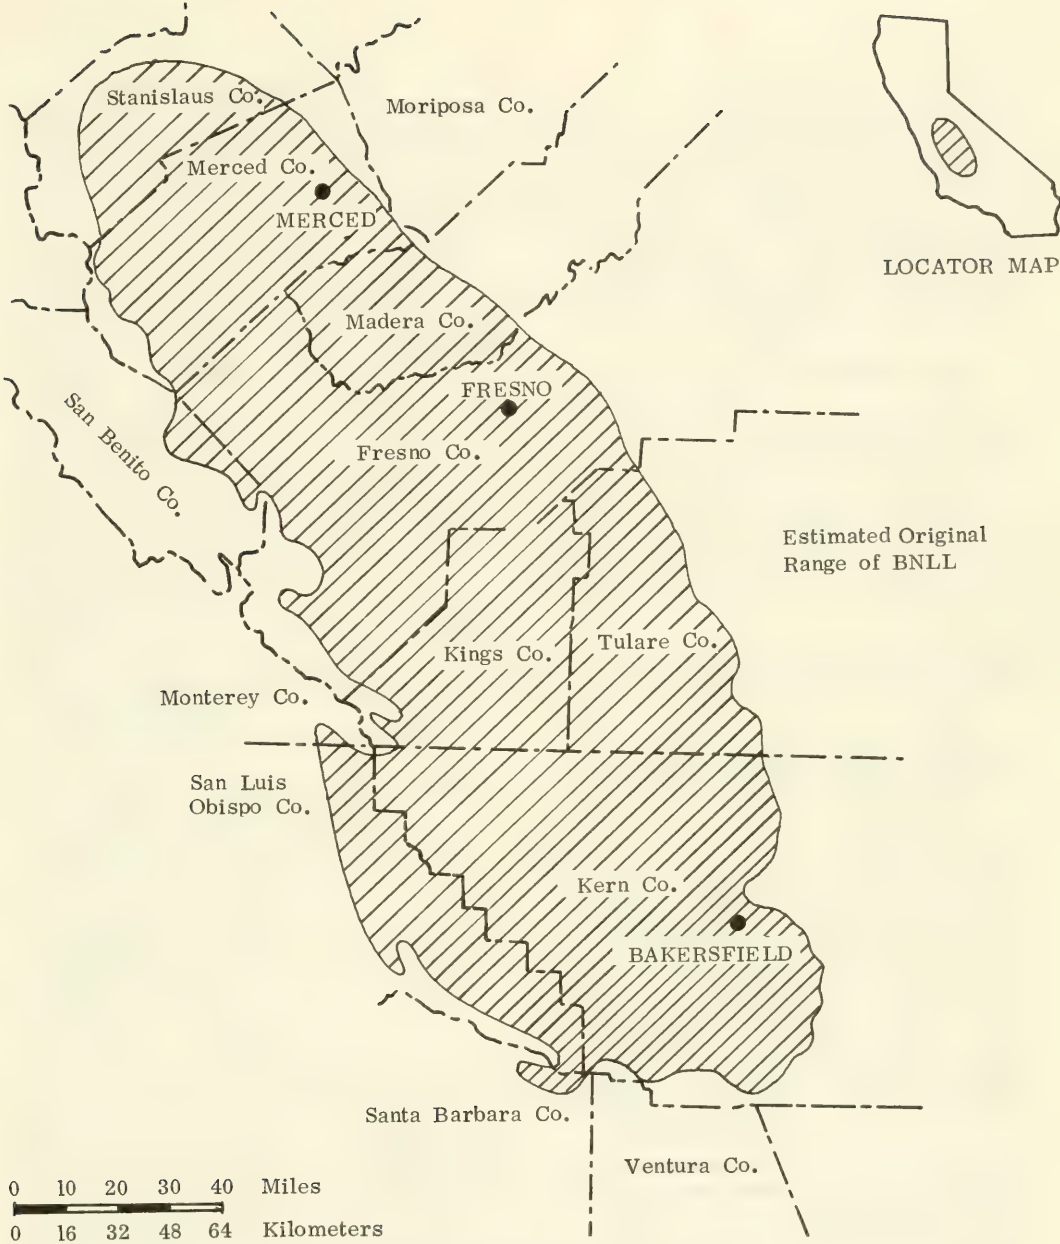 Stanislaus Co.
Moriposa Co.
Merced Co.
MERCED
LOCATOR MAP
Madera Co.
FRESNO
San Benito Co.
Fresno Co.
Estimated Original
Range of BNLL
Kings Co.
Tulare Co.
Monterey Co.
San Luis
Obispo Co.
Kern Co.
BAKERSFIELD
Santa Barbara Co.
Ventura Co.
0 10 20 30 40 Miles
0 16 32 48 64 Kilometers